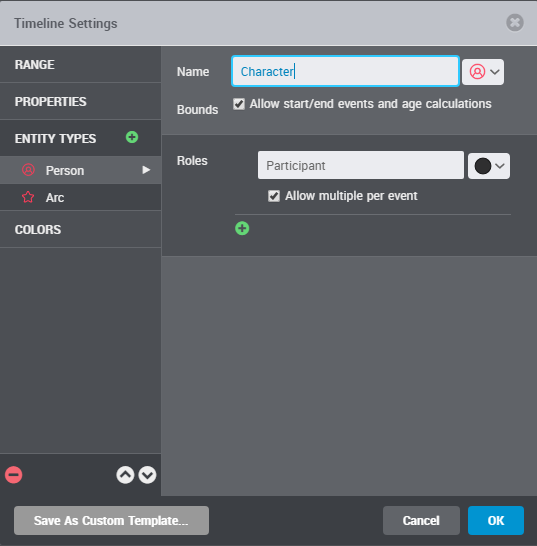 Timeline Settings
RANGE
PROPERTIES
ENTITY TYPES
Person
Arc
COLORS
Name
Character
Bounds
Allow start/end events and age calculations
Roles
Participant
Allow multiple per event
Save As Custom Template...
Cancel
OK